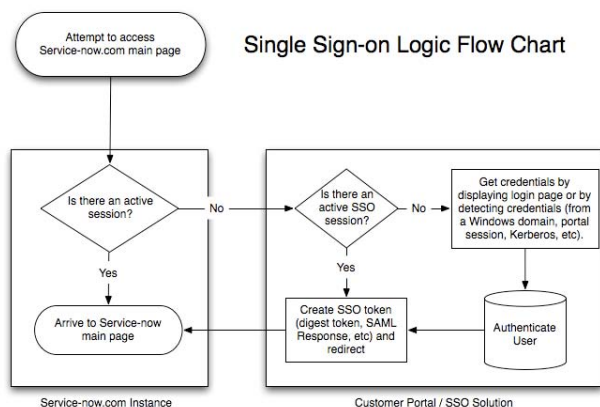 Attempt to access
Service-now.com main page
Single Sign-on Logic Flow Chart
Is there an active
session?
No
Is there an
active SSO
session?
No
Get credentials by
displaying login page or by
detecting credentials (from
a Windows domain, portal
session, Kerberos, etc).
Yes
Yes
Arrive to Service-now
main page
Create SSO token
(digest token, SAML
Response, etc) and
redirect
Authenticate
User
Service-now.com Instance
Customer Portal / SSO Solution